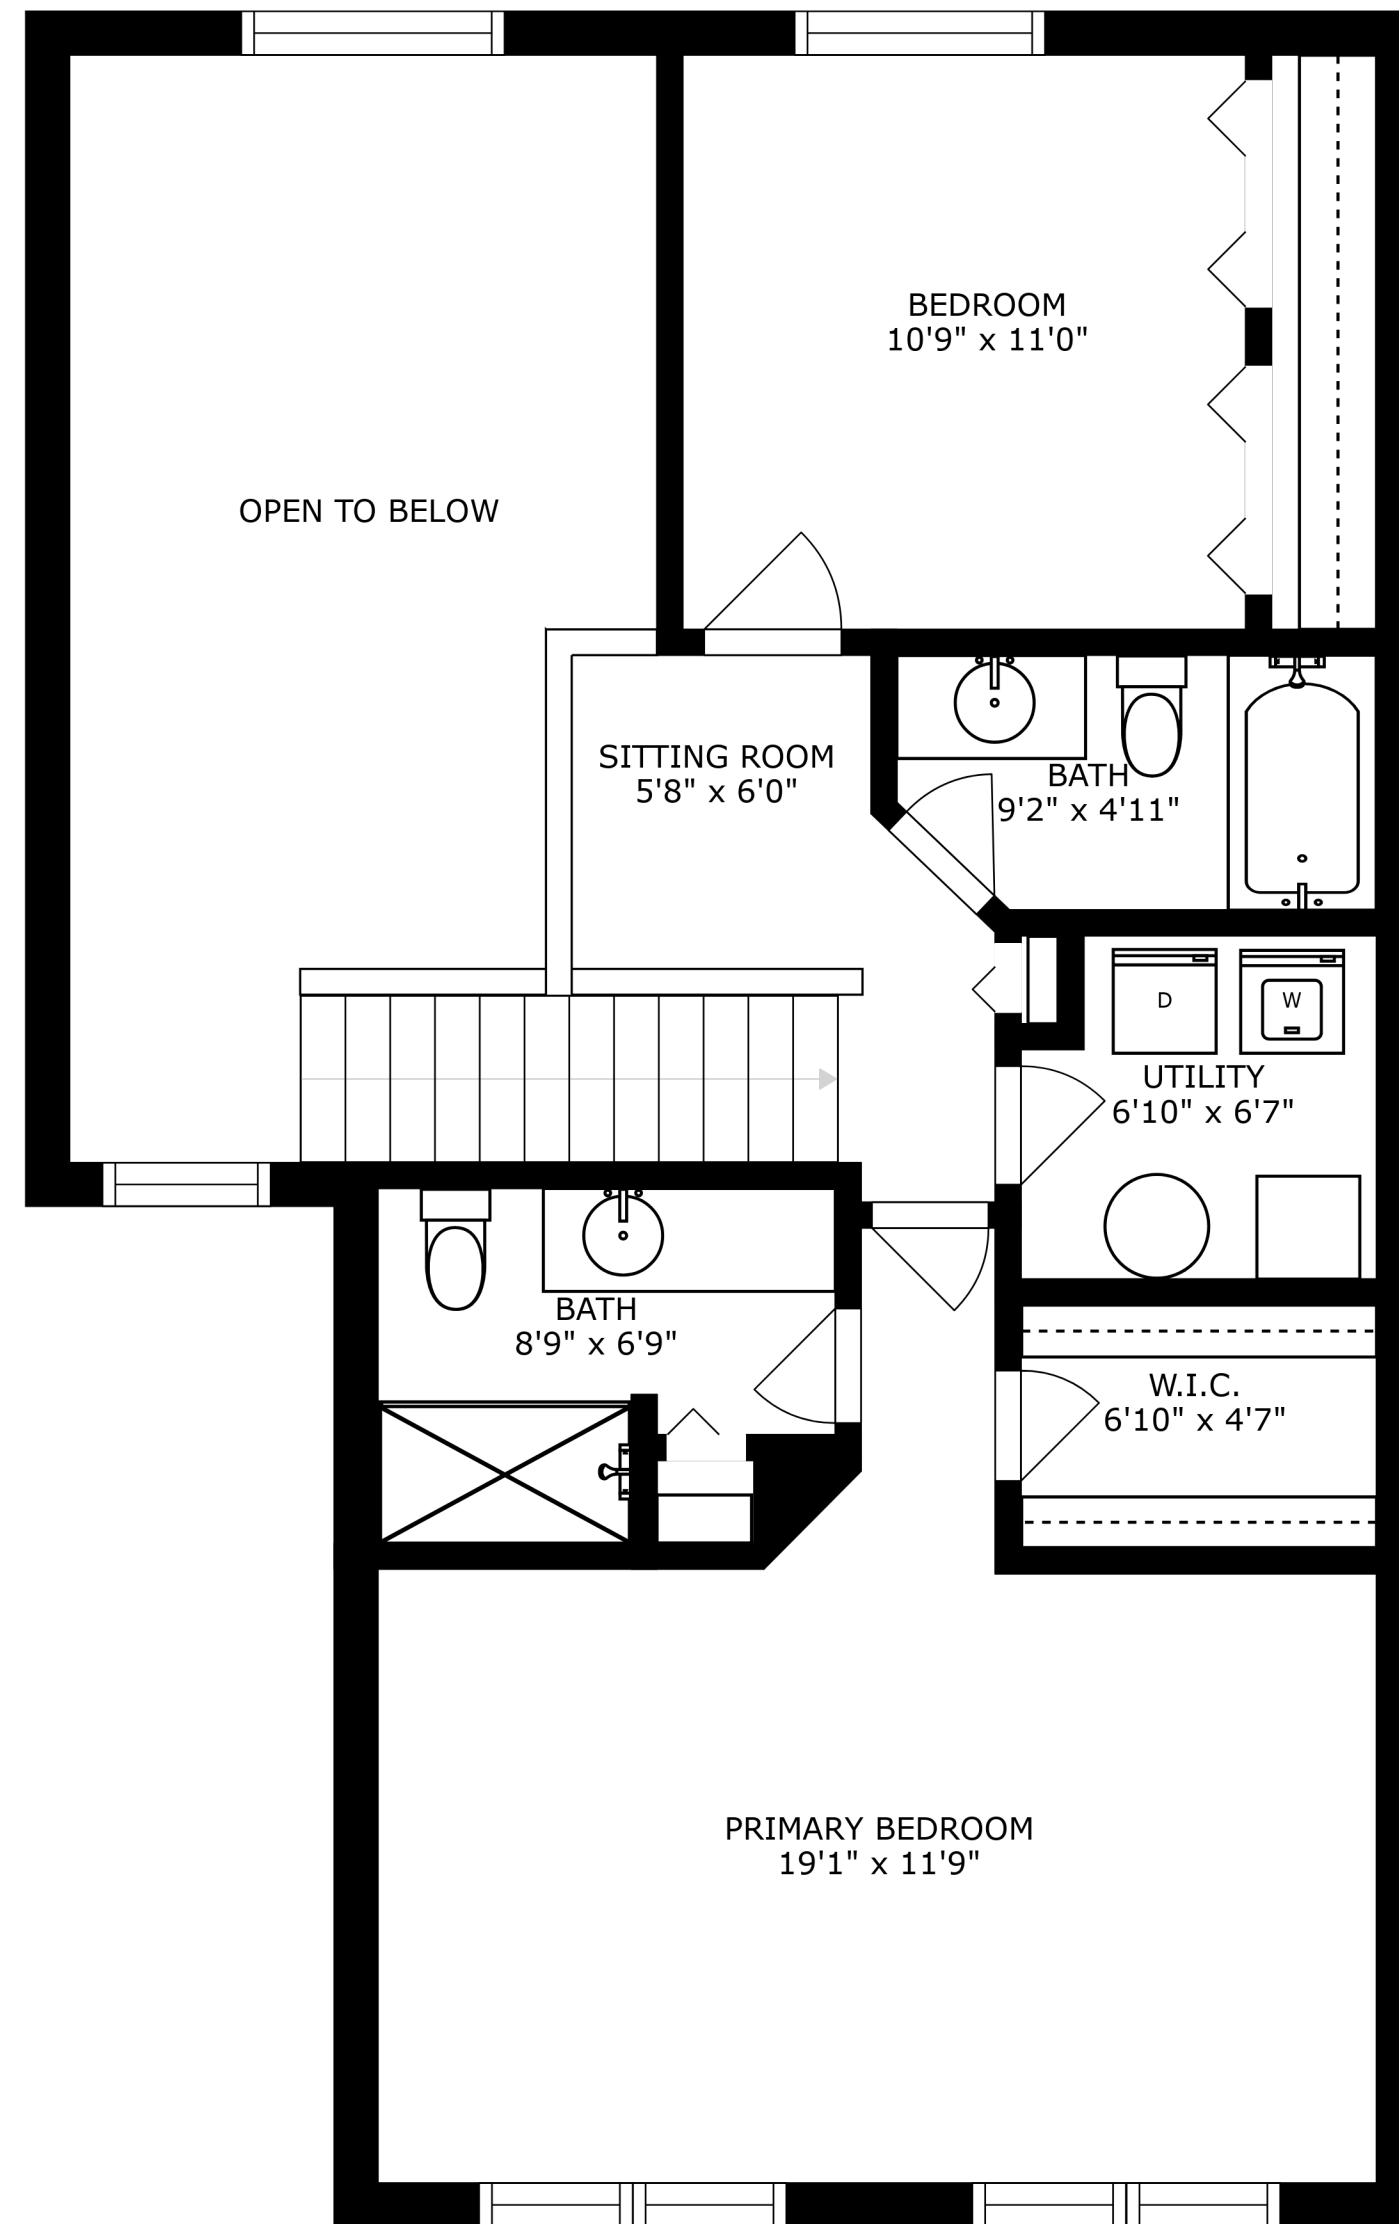 BEDROOM
10'9" x 11'0"
OPEN TO BELOW
SITTING ROOM
5'8" x 6'0"
BATH
9'2" x 4'11"
D
W
UTILITY
6'10" x 6'7"
BATH
8'9" x 6'9"
W.I.C.
6'10" x 4'7"
PRIMARY BEDROOM
19'1" x 11'9"